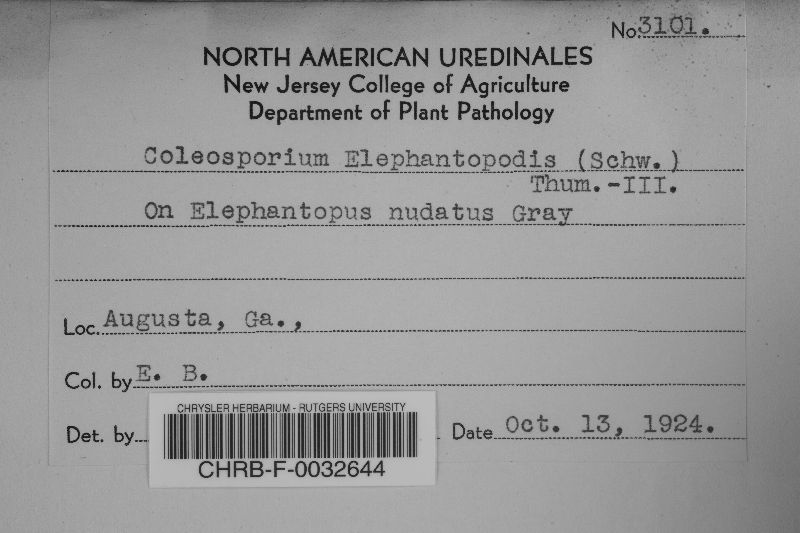 No. 3101.
NORTH AMERICAN UREDINALES
New Jersey College of Agriculture
Department of Plant Pathology
Coleosporium Elephantopodis (Schw.)
Thum.-III.
On Elephantopus nudatus Gray
Loc. Augusta, Ga.,
Col. by E. B.
Det. by
Date Oct. 13, 1924.
CHRYSLER HERBARIUM - RUTGERS UNIVERSITY
CHRB-F-0032644